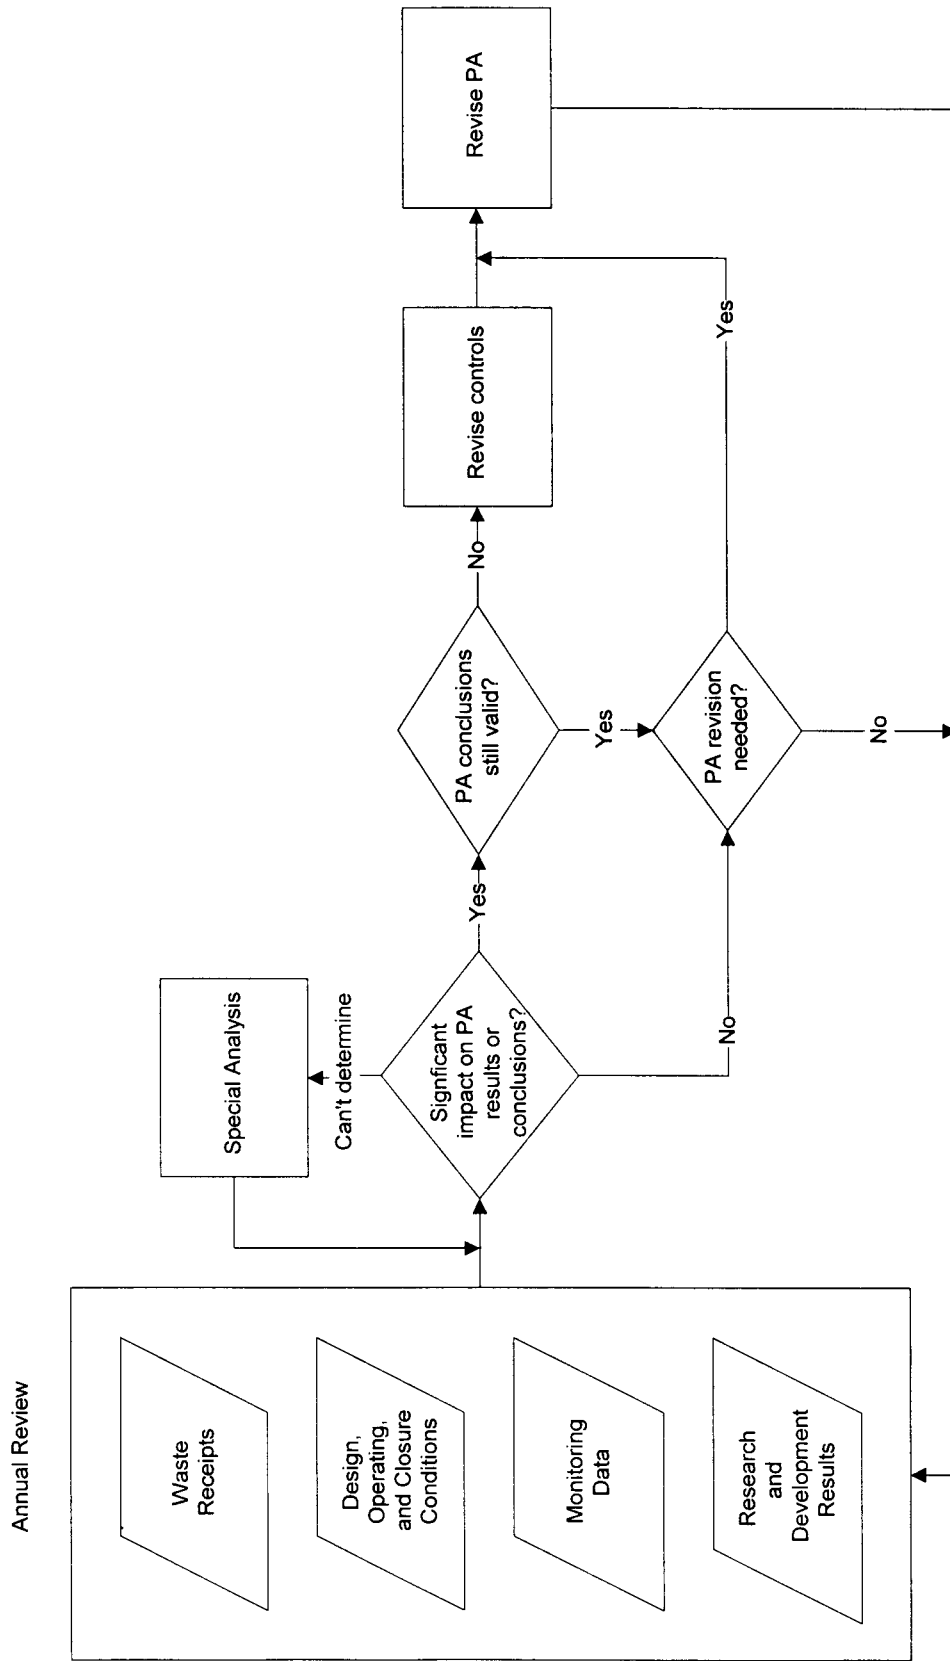 Annual Review
Waste
Receipts
Design,
Operating,
and Closure
Conditions
Monitoring
Data
Research
and
Development
Results
Special Analysis
Can't determine
Signficant
impact on PA
results or
conclusions?
Yes
No
PA conclusions
still valid?
No
Yes
PA revision
needed?
Yes
No
Revise controls
Revise PA